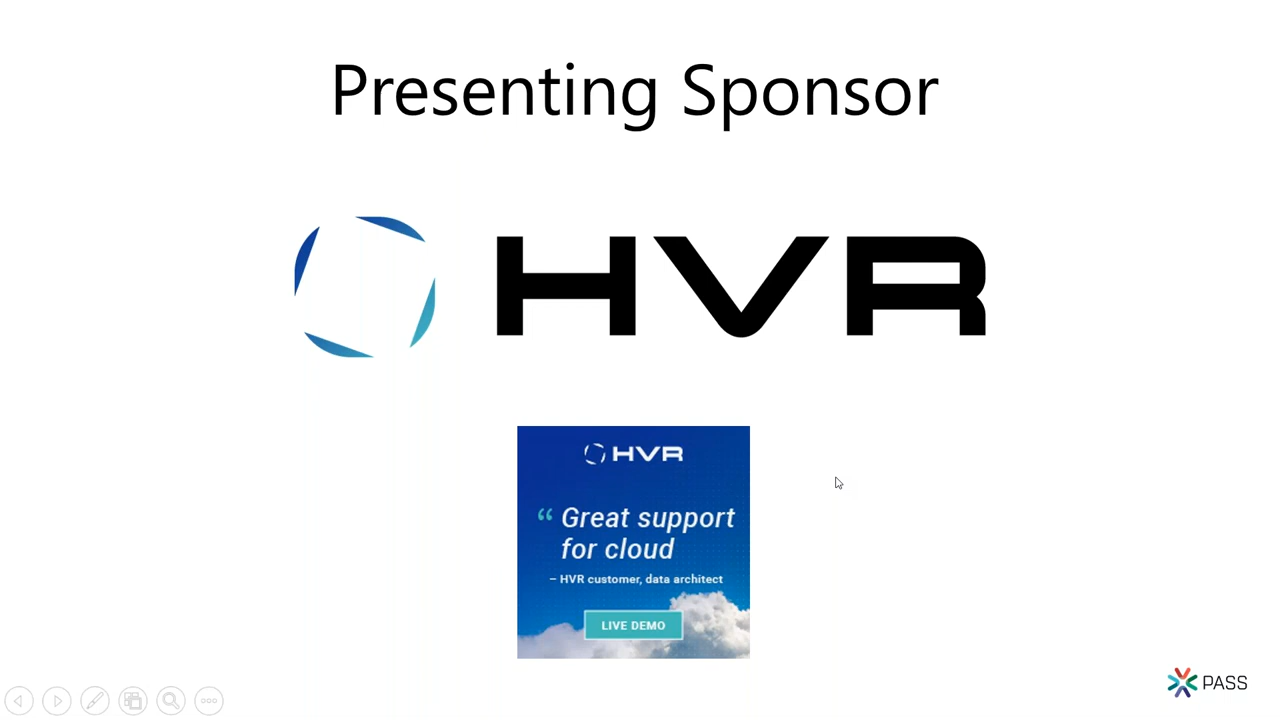 Presenting Sponsor
HVR
HVR
“ Great support
for cloud
– HVR customer, data architect
LIVE DEMO
PASS